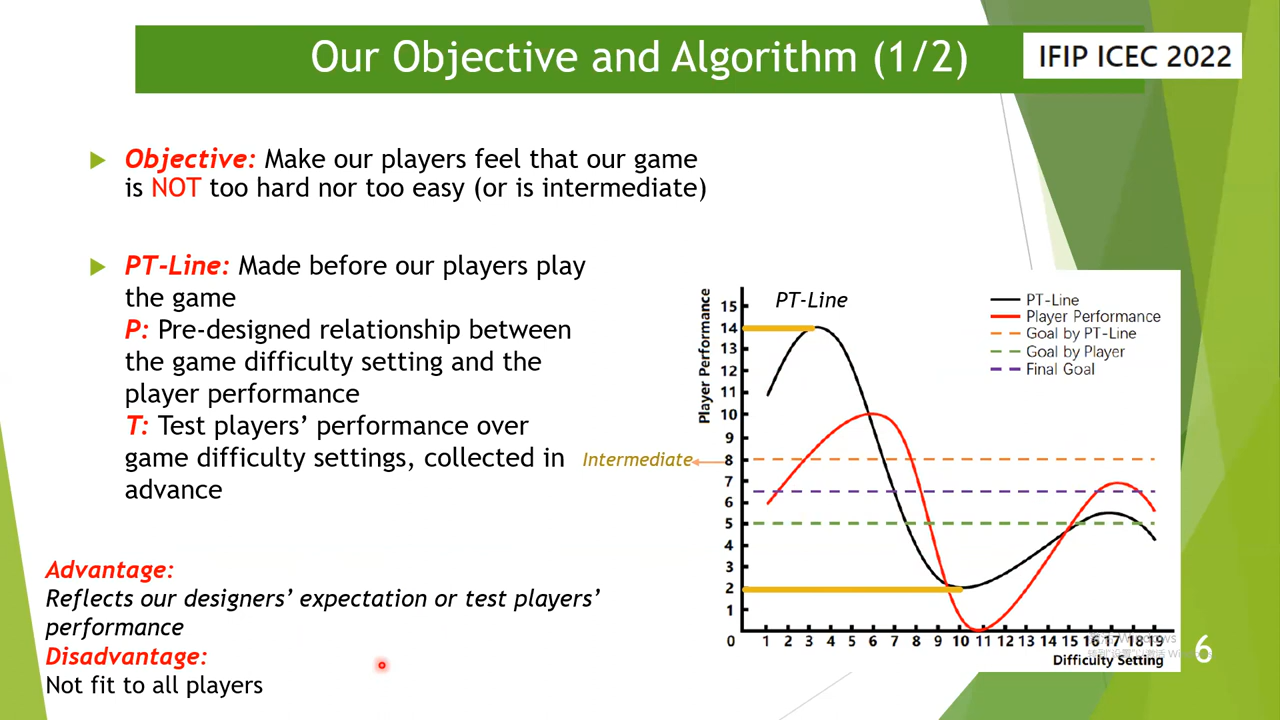 Our Objective and Algorithm (1/2)
IFIP ICEC 2022
Objective: Make our players feel that our game
is NOT too hard nor too easy (or is intermediate)
PT-Line: Made before our players play
the game
P: Pre-designed relationship between
the game difficulty setting and the
player performance
T: Test players’ performance over
game difficulty settings, collected in
advance
Advantage:
Reflects our designers’ expectation or test players’
performance
Disadvantage:
Not fit to all players
Intermediate
PT-Line
PT-Line
Player Performance
Goal by PT-Line
Goal by Player
Final Goal
Player Performance
15
14
13
12
11
10
9
8
7
6
5
4
3
2
1
0 1 2 3 4 5 6 7 8 9 10 11 12 13 14 15 16 17 18 19
Difficulty Setting
6